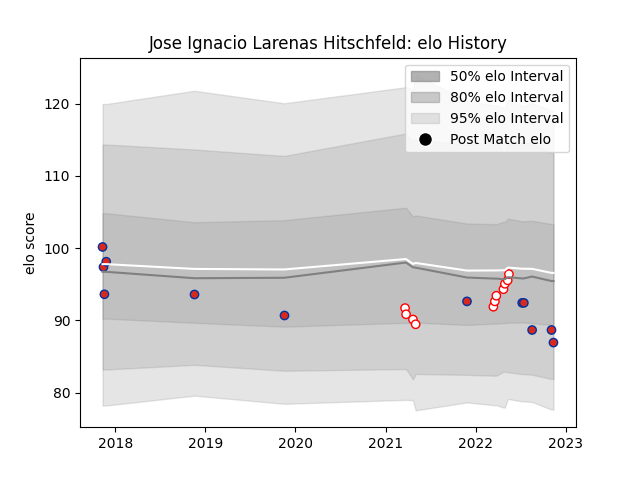 Jose Ignacio Larenas Hitschfeld: elo History
50% elo Interval
80% elo Interval
95% elo Interval
Post Match elo
elo score
120
110
100
90
80
2018 2019 2020 2021 2022 2023